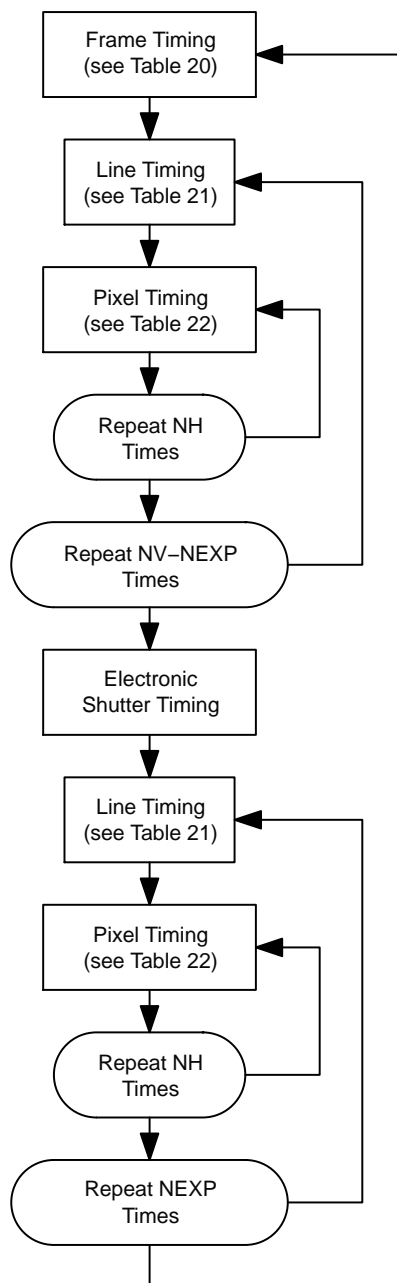 Frame Timing
(see Table 20)
Line Timing
(see Table 21)
Pixel Timing
(see Table 22)
Repeat NH
Times
Repeat NV−NEXP
Times
Electronic
Shutter Timing
Line Timing
(see Table 21)
Pixel Timing
(see Table 22)
Repeat NH
Times
Repeat NEXP
Times